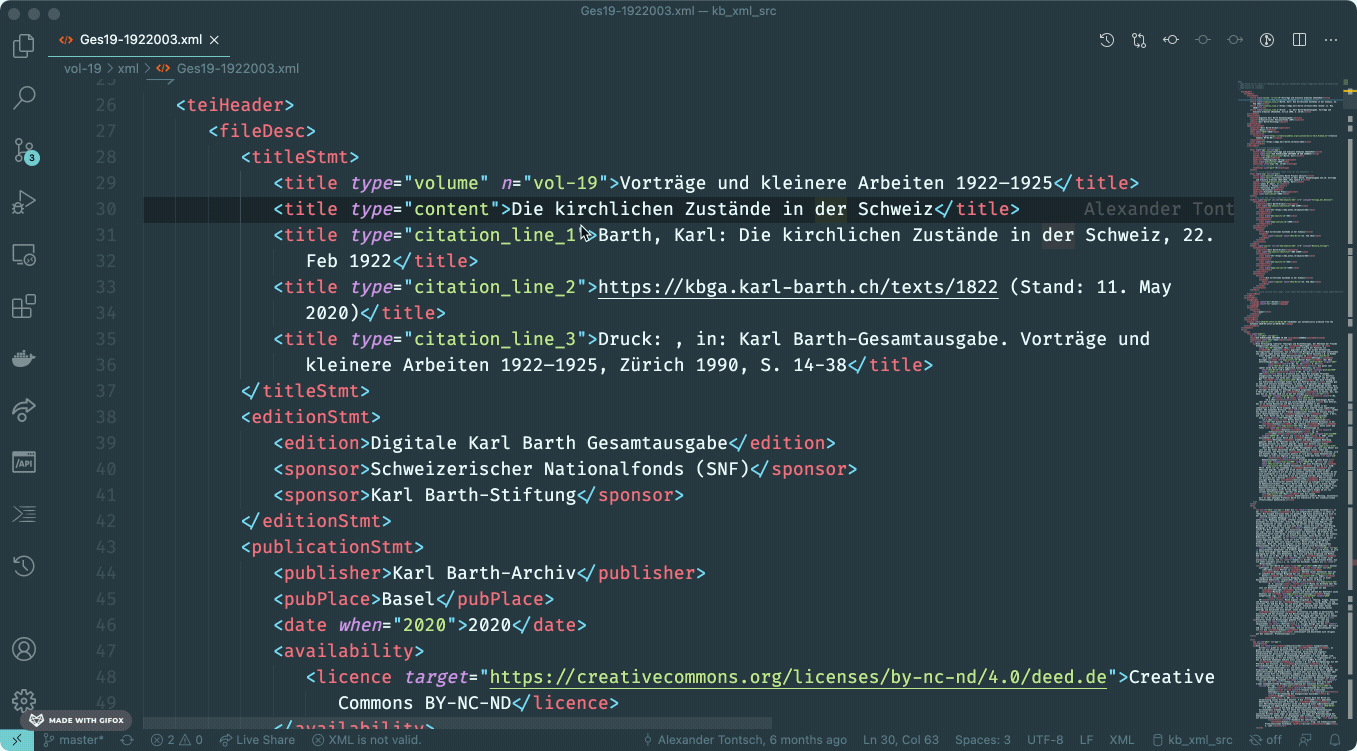 Ges19-1922003.xml — kb_xml_src
Ges19-1922003.xml
vol-19 > xml > Ges19-1922003.xml
25
26 <teiHeader>
27 <fileDesc>
28 <titleStmt>
29 <title type="volume" n="vol-19">Vorträge und kleinere Arbeiten 1922–1925</title>
30 <title type="content">Die kirchlichen Zustände in der Schweiz</title> Alexander Tont
31 <title type="citation_line_1">Barth, Karl: Die kirchlichen Zustände in der Schweiz, 22.
32 Feb 1922</title>
33 <title type="citation_line_2">https://kbga.karl-barth.ch/texts/1822 (Stand: 11. May
34 2020)</title>
35 <title type="citation_line_3">Druck: , in: Karl Barth-Gesamtausgabe. Vorträge und
36 kleinere Arbeiten 1922–1925, Zürich 1990, S. 14-38</title>
37 </titleStmt>
38 <editionStmt>
39 <edition>Digitale Karl Barth Gesamtausgabe</edition>
40 <sponsor>Schweizerischer Nationalfonds (SNF)</sponsor>
41 <sponsor>Karl Barth-Stiftung</sponsor>
42 </editionStmt>
43 <publicationStmt>
44 <publisher>Karl Barth-Archiv</publisher>
45 <pubPlace>Basel</pubPlace>
46 <date when="2020">2020</date>
47 <availability>
48 <licence target="https://creativecommons.org/licenses/by-nc-nd/4.0/deed.de">Creative
49 Commons BY-NC-ND</licence>
</availability>
3
/API
MADE WITH GIFOX
master* 2 0 Live Share XML is not valid. Alexander Tontsch, 6 months ago Ln 30, Col 63 Spaces: 3 UTF-8 LF XML kb_xml_src off